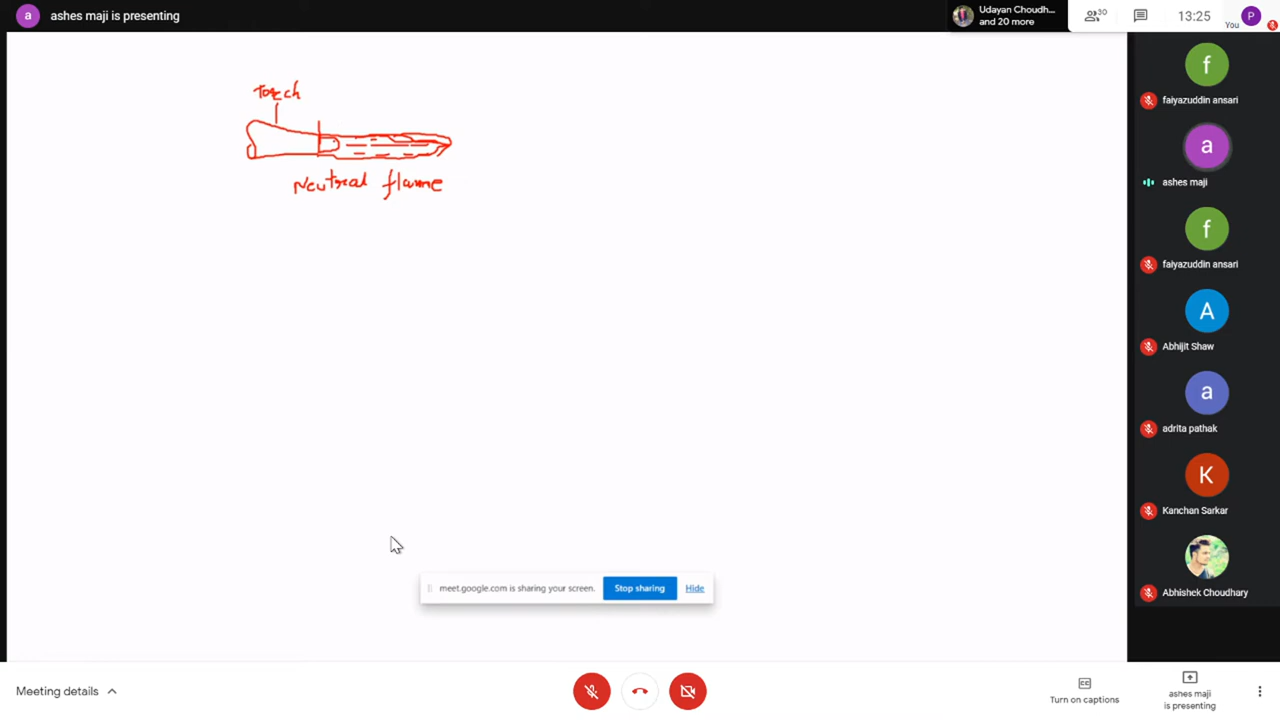 a ashes maji is presenting
Udayan Choudh...
and 20 more
30
13:25
You
P
torch
Neutral flame
f
faiyazuddin ansari
a
ashes maji
f
faiyazuddin ansari
A
Abhijit Shaw
a
adrita pathak
K
Kanchan Sarkar
Abhishek Choudhary
meet.google.com is sharing your screen. Stop sharing Hide
Meeting details
Turn on captions
ashes maji
is presenting